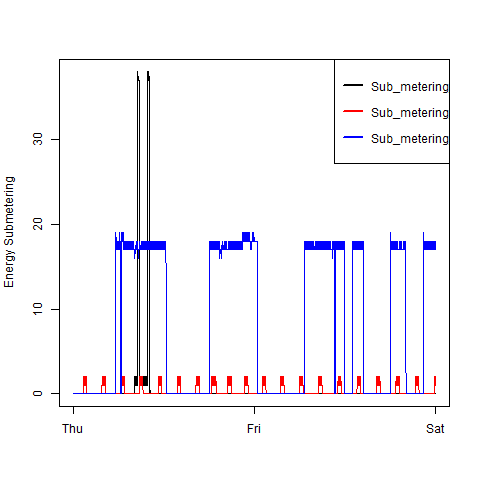 Sub_metering
Sub_metering
Sub_metering
Energy Submetering
30
20
10
0
Thu
Fri
Sat